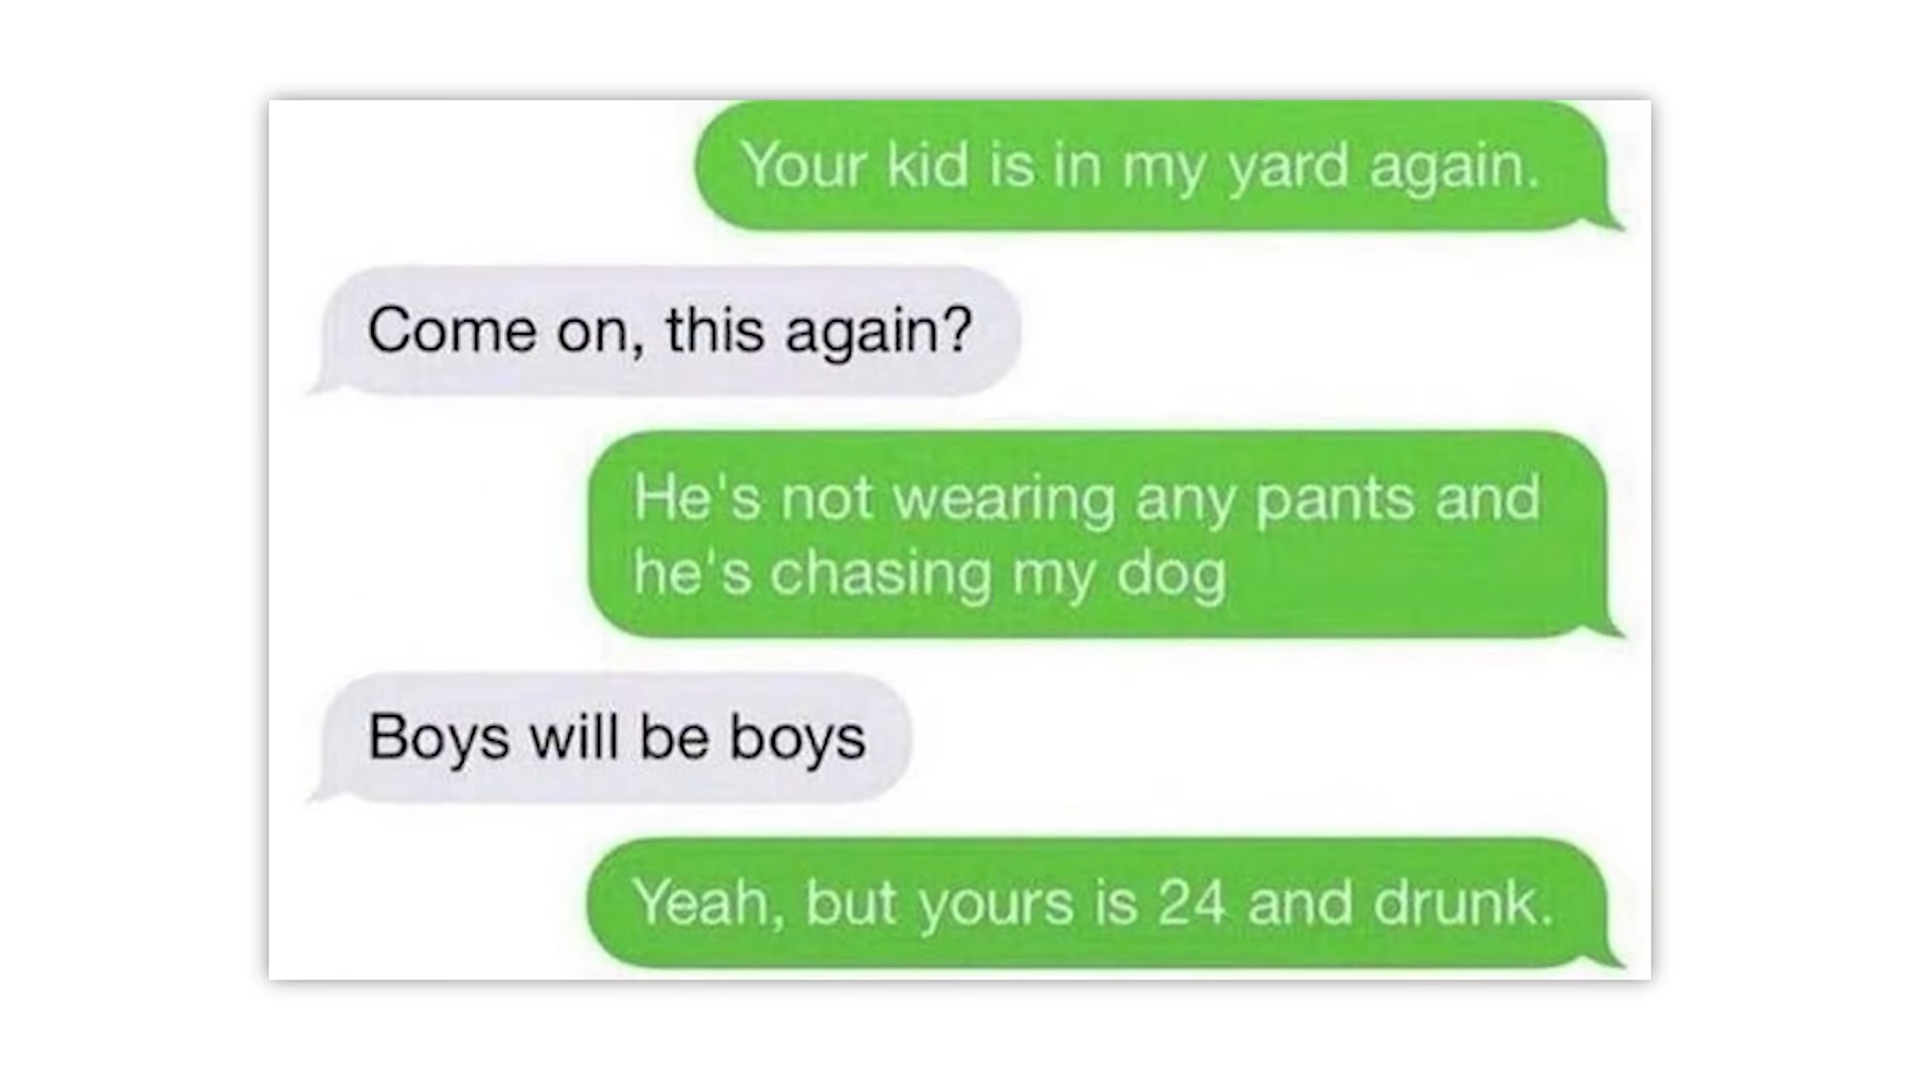 Your kid is in my yard again.
Come on, this again?
He's not wearing any pants and
he's chasing my dog
Boys will be boys
Yeah, but yours is 24 and drunk.